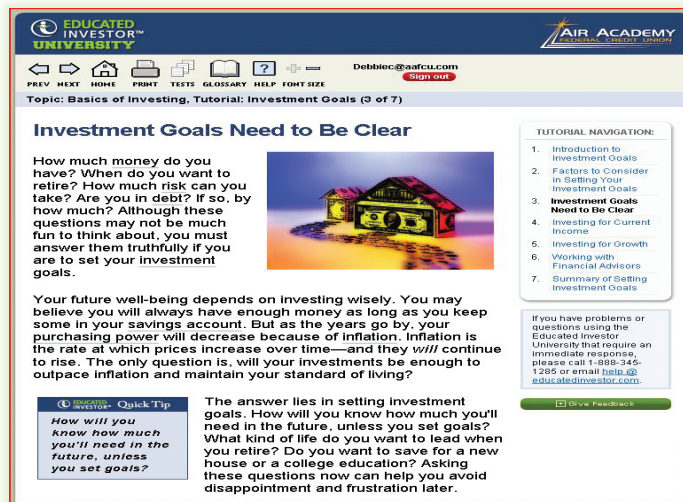 EDUCATED
INVESTOR™
UNIVERSITY
AIR ACADEMY
FEDERAL CREDIT UNION
PREV NEXT HOME PRINT TESTS GLOSSARY HELP FONT SIZE
?
Debbiec@aafcu.com
Sign out
Topic: Basics of Investing, Tutorial: Investment Goals (3 of 7)
Investment Goals Need to Be Clear
How much money do you
have? When do you want to
retire? How much risk can you
take? Are you in debt? If so, by
how much? Although these
questions may not be much
fun to think about, you must
answer them truthfully if you
are to set your investment
goals.
Your future well-being depends on investing wisely. You may
believe you will always have enough money as long as you keep
some in your savings account. But as the years go by, your
purchasing power will decrease because of inflation. Inflation is
the rate at which prices increase over time—and they will continue
to rise. The only question is, will your investments be enough to
outpace inflation and maintain your standard of living?
EDUCATED
INVESTOR™ Quick Tip
How will you
know how much
you'll need in the
future, unless
you set goals?
The answer lies in setting investment
goals. How will you know how much you'll
need in the future, unless you set goals?
What kind of life do you want to lead when
you retire? Do you want to save for a new
house or a college education? Asking
these questions now can help you avoid
disappointment and frustration later.
TUTORIAL NAVIGATION:
1. Introduction to
Investment Goals
2. Factors to Consider
in Setting Your
Investment Goals
3. Investment Goals
Need to Be Clear
4. Investing for Current
Income
5. Investing for Growth
6. Working with
Financial Advisors
7. Summary of Setting
Investment Goals
If you have problems or
questions using the
Educated Investor
University that require an
immediate response,
please call 1-888-345-
1285 or email help @
educatedinvestor.com.
Give Feedback